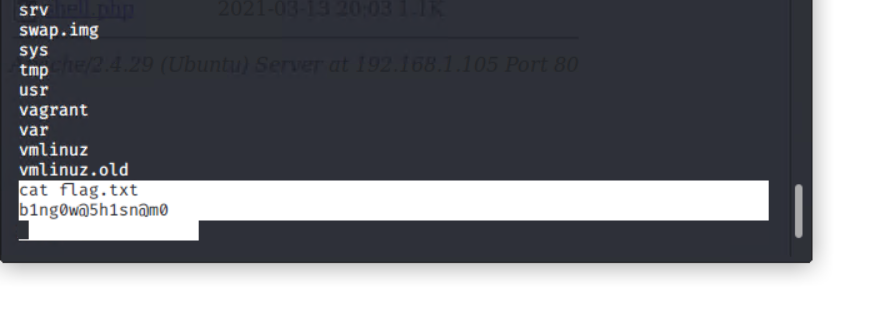 srv
shell.php 2021-03-13 20:03 1.1K
swap.img
sys
Apache/2.4.29 (Ubuntu) Server at 192.168.1.105 Port 80
tmp
usr
vagrant
var
vmlinuz
vmlinuz.old
cat flag.txt
b1ng0w@5h1sn@m0